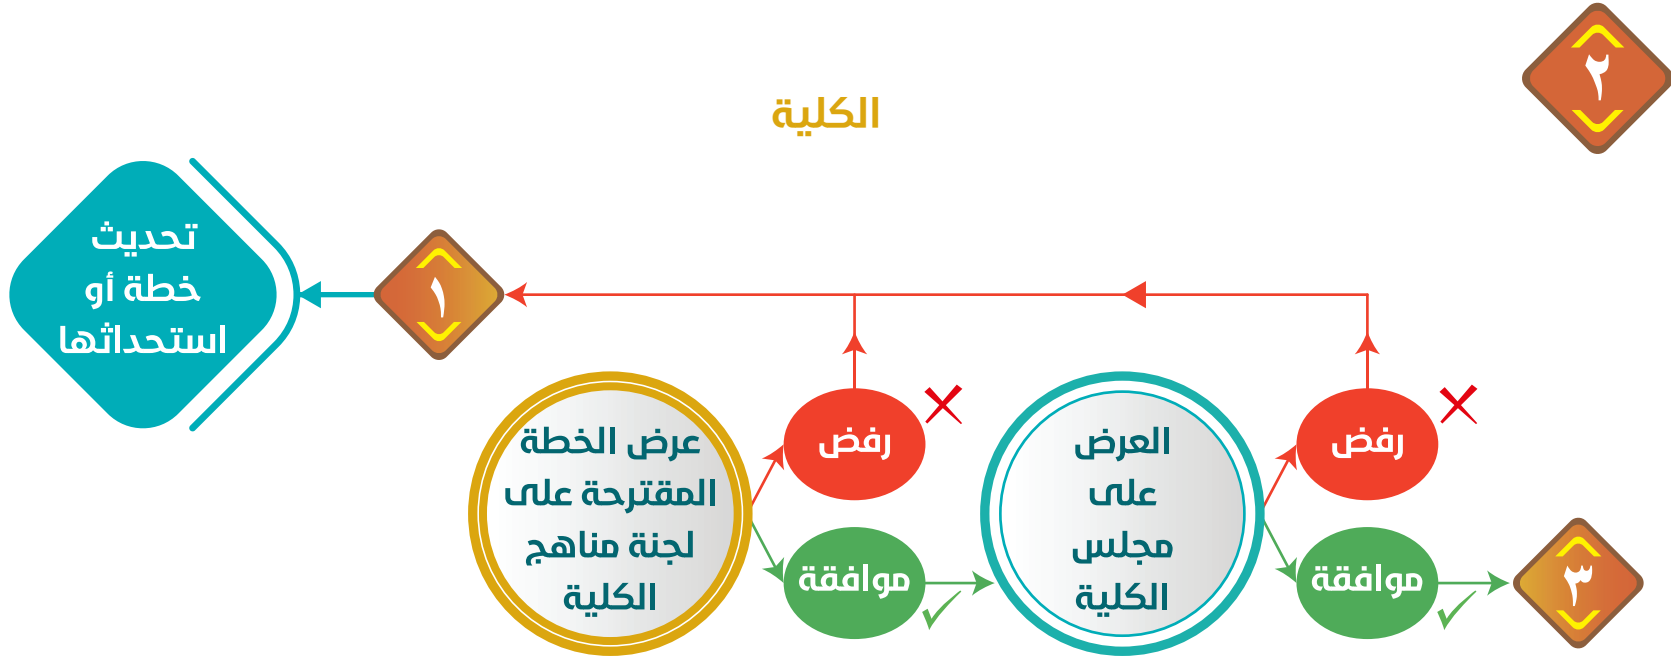 ٢
الكلية
تحديث
خطة أو
استحداثها
١
عرض الخطة
المقترحة على
لجنة مناهج
الكلية
رفض
موافقة
العرض
على
مجلس
الكلية
رفض
موافقة
٣